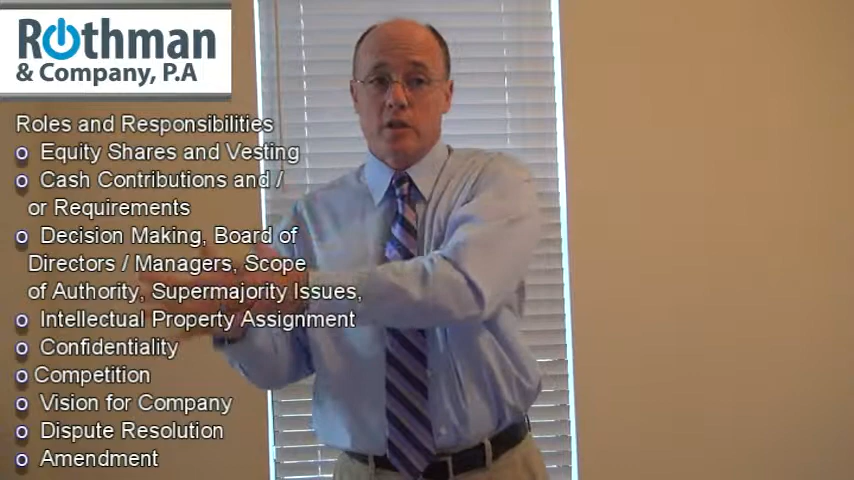 Rothman
& Company, P.A
Roles and Responsibilities
o Equity Shares and Vesting
o Cash Contributions and /
or Requirements
o Decision Making, Board of
Directors / Managers, Scope
of Authority, Supermajority Issues,
o Intellectual Property Assignment
o Confidentiality
o Competition
o Vision for Company
o Dispute Resolution
o Amendment